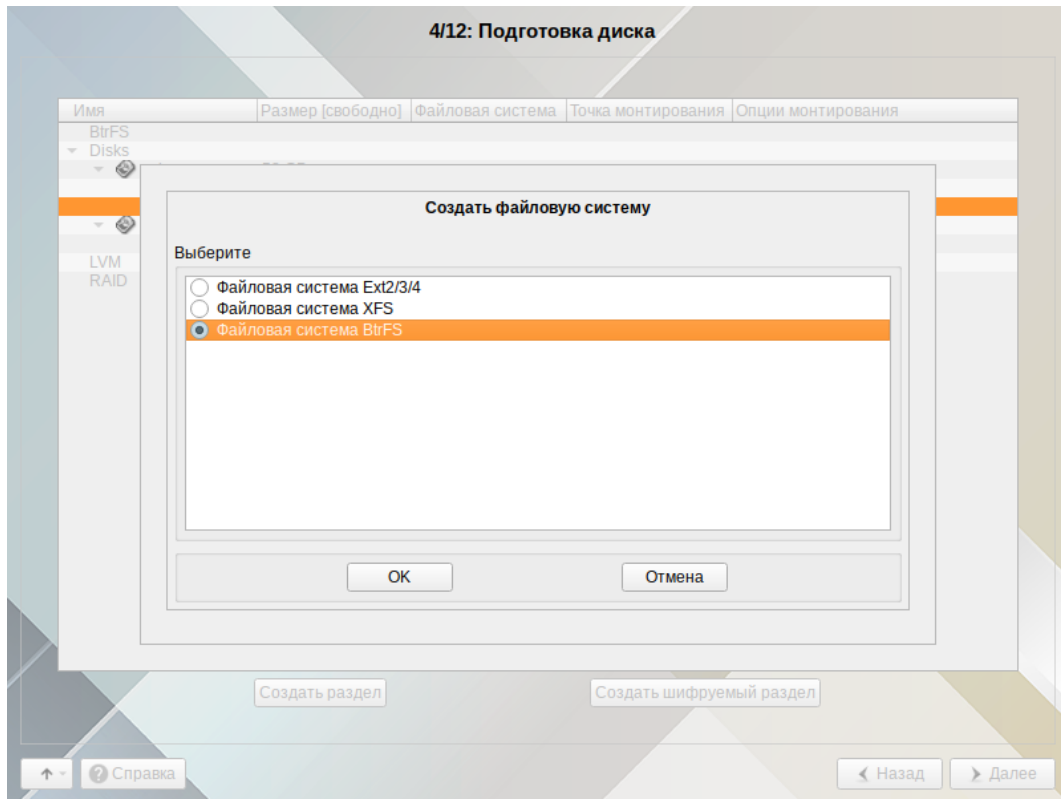 4/12: Подготовка диска
Имя Размер [свободно] Файловая система Точка монтирования Опции монтирования
BtrFS
Disks
LVM
RAID
Создать файловую систему
Выберите
Файловая система Ext2/3/4
Файловая система XFS
Файловая система BtrFS
OK Отмена
Создать раздел Создать шифруемый раздел
Справка Назад Далее